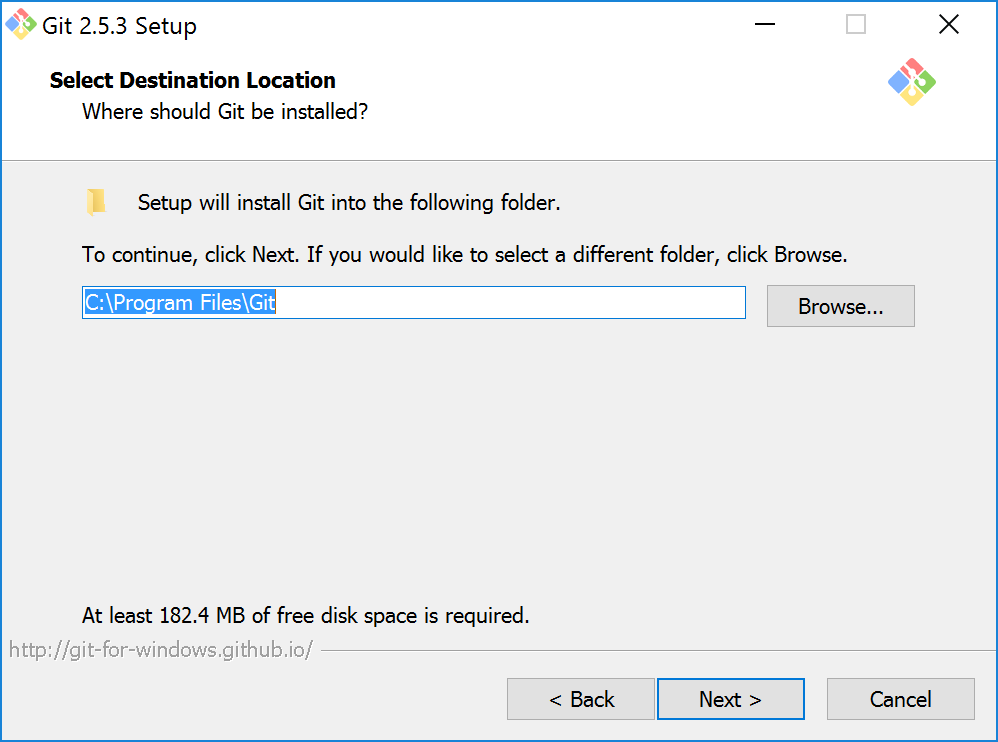 Git 2.5.3 Setup
Select Destination Location
Where should Git be installed?
Setup will install Git into the following folder.
To continue, click Next. If you would like to select a different folder, click Browse.
C:\Program Files\Git
Browse...
At least 182.4 MB of free disk space is required.
http://git-for-windows.github.io/
< Back
Next >
Cancel